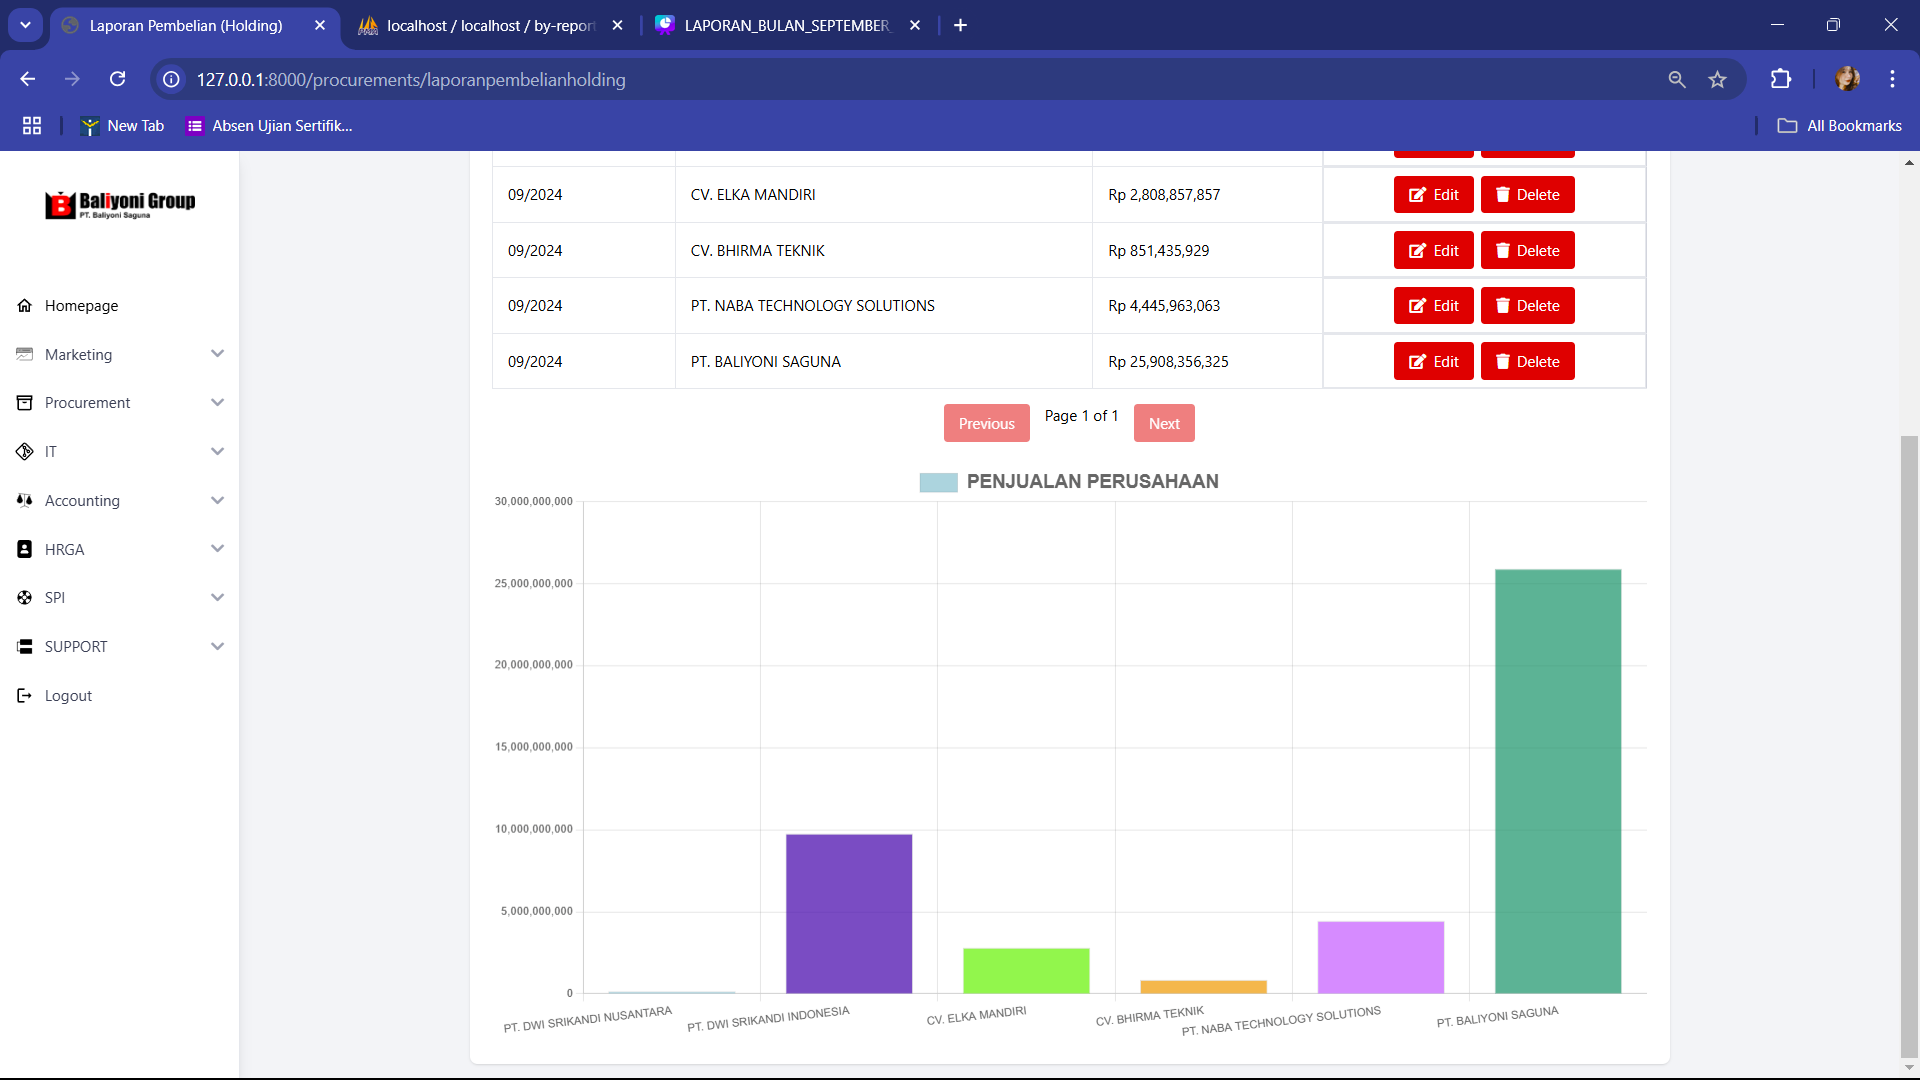 Laporan Pembelian (Holding)
localhost / localhost / by-repor
LAPORAN_BULAN_SEPTEMBER_
127.0.0.1:8000/procurements/laporanpembelianholding
New Tab
Absen Ujian Sertifik...
All Bookmarks
Baliyoni Group
PT. Baliyoni Saguna
Homepage
Marketing
Procurement
IT
Accounting
HRGA
SPI
SUPPORT
Logout
09/2024 CV. ELKA MANDIRI Rp 2,808,857,857 Edit Delete
09/2024 CV. BHIRMA TEKNIK Rp 851,435,929 Edit Delete
09/2024 PT. NABA TECHNOLOGY SOLUTIONS Rp 4,445,963,063 Edit Delete
09/2024 PT. BALIYONI SAGUNA Rp 25,908,356,325 Edit Delete
Previous Page 1 of 1 Next
PENJUALAN PERUSAHAAN
30,000,000,000
25,000,000,000
20,000,000,000
15,000,000,000
10,000,000,000
5,000,000,000
0
PT. DWI SRIKANDI NUSANTARA
PT. DWI SRIKANDI INDONESIA
CV. ELKA MANDIRI
CV. BHIRMA TEKNIK
PT. NABA TECHNOLOGY SOLUTIONS
PT. BALIYONI SAGUNA